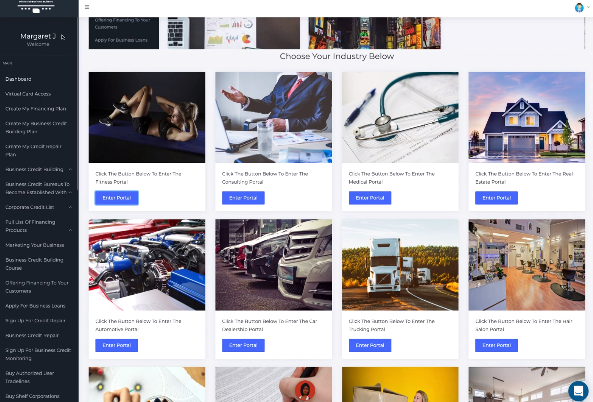 Margaret J
Welcome
Dashboard
Virtual Card Access
Create My Financing Plan
Create My Business Credit
Building Plan
Create My Credit Repair
Plan
Business Credit Building
Business Credit Bureaus To
Become Established With
Corporate Credit List
Full List Of Financing
Products
Marketing Your Business
Business Credit Building
Course
Offering Financing To Your
Customers
Apply For Business Loans
Sign Up For Credit Repair
Business Credit Repair
Sign Up For Business Credit
Monitoring
Buy Authorized User
Tradelines
Buy Shelf Corporations
Offering Financing To Your
Customers
Apply For Business Loans
Choose Your Industry Below
Click The Button Below To Enter The
Fitness Portal
Enter Portal
Click The Button Below To Enter The
Consulting Portal
Enter Portal
Click The Button Below To Enter The
Medical Portal
Enter Portal
Click The Button Below To Enter The Real
Estate Portal
Enter Portal
Click The Button Below To Enter The
Automotive Portal
Enter Portal
Click The Button Below To Enter The Car
Dealership Portal
Enter Portal
Click The Button Below To Enter The
Trucking Portal
Enter Portal
Click The Button Below To Enter The Hair
Salon Portal
Enter Portal